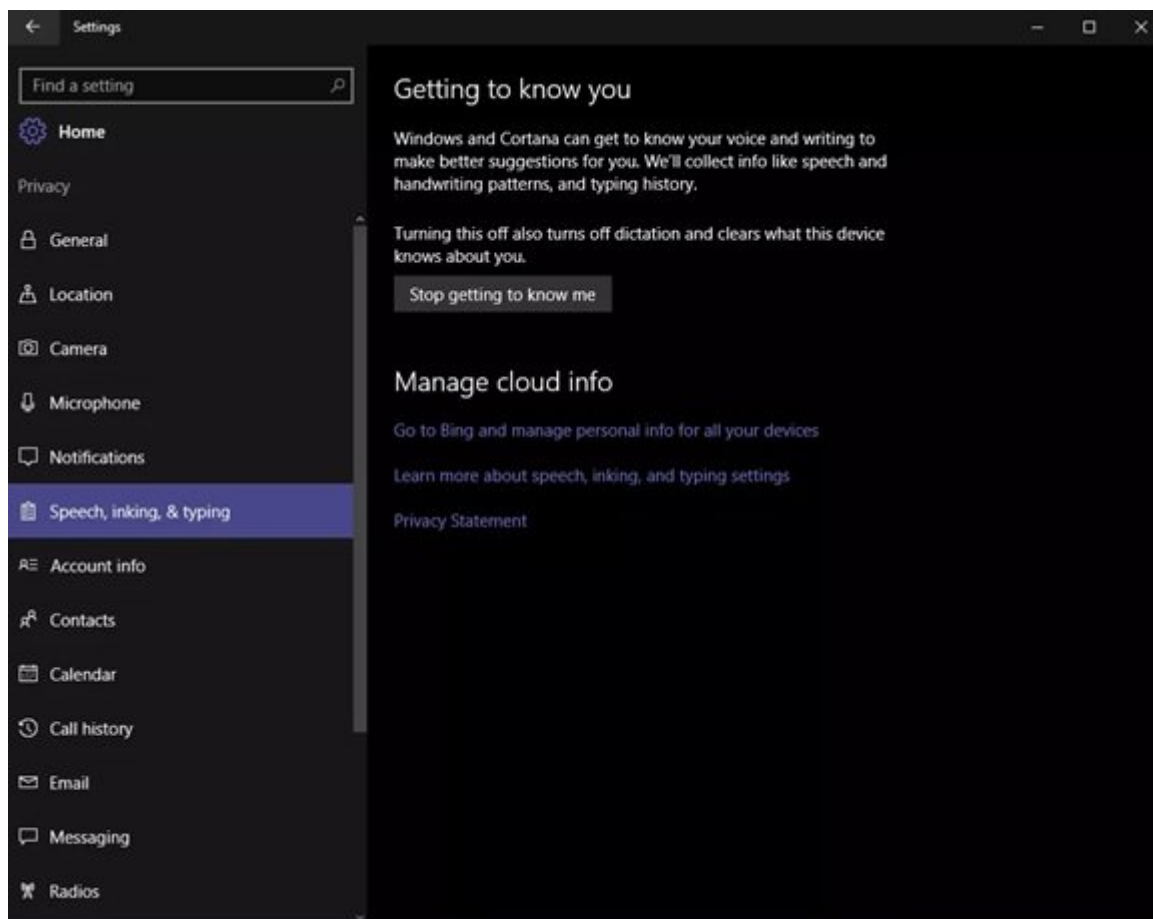 Settings
Find a setting
Home
Privacy
General
Location
Camera
Microphone
Notifications
Speech, inking, & typing
Account info
Contacts
Calendar
Call history
Email
Messaging
Radios
Getting to know you
Windows and Cortana can get to know your voice and writing to
make better suggestions for you. We'll collect info like speech and
handwriting patterns, and typing history.
Turning this off also turns off dictation and clears what this device
knows about you.
Stop getting to know me
Manage cloud info
Go to Bing and manage personal info for all your devices
Learn more about speech, inking, and typing settings
Privacy Statement